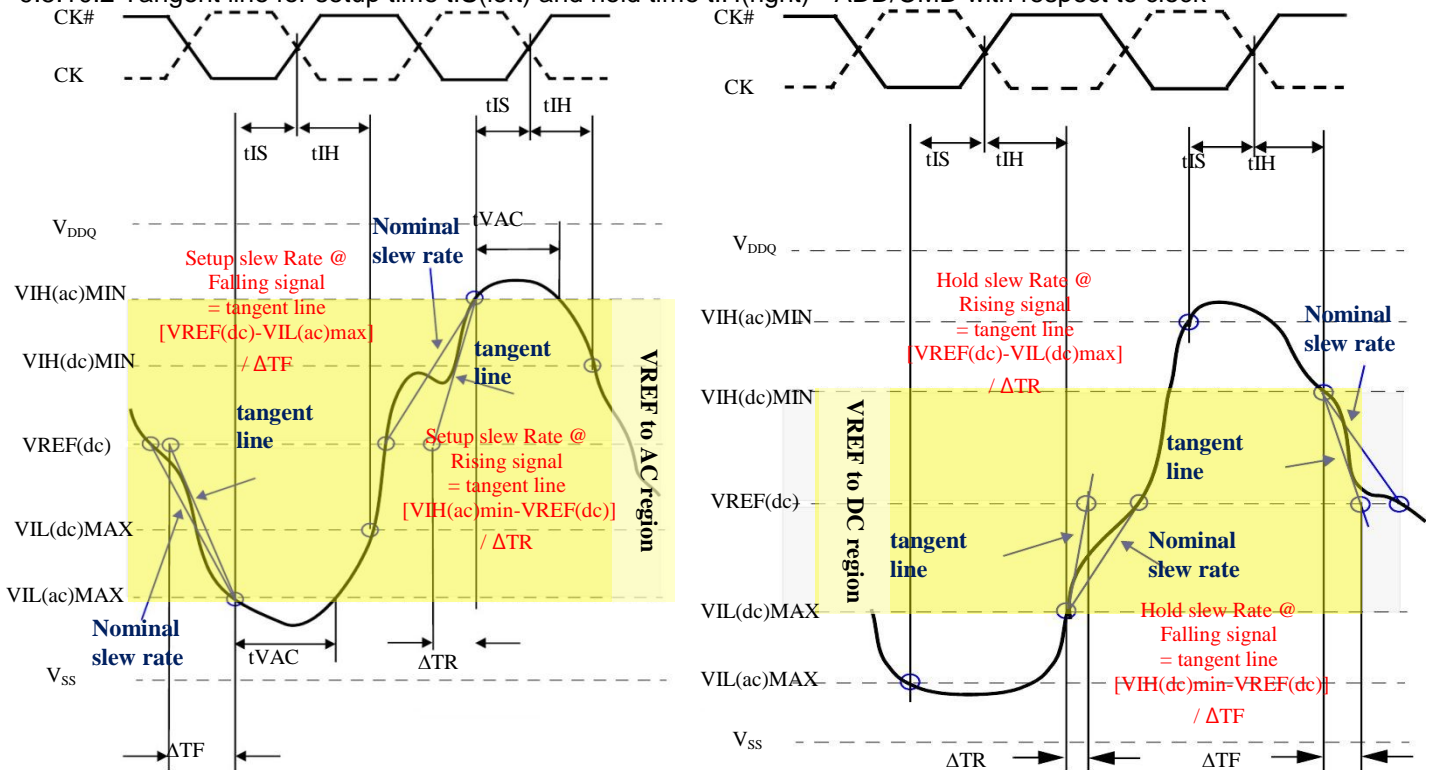 Tangent line for setup time tIS(left) and hold time tIH(right) – ADD/CMD with respect to clock
CK#
CK
tIS
tIH
tIS
tIH
VDDQ
tVAC
Nominal
slew rate
Setup slew Rate @
Falling signal
= tangent line
[VREF(dc)-VIL(ac)max]
/ ΔTF
VIH(ac)MIN
VIH(dc)MIN
tangent
line
tangent
line
VREF(dc)
Setup slew Rate @
Rising signal
= tangent line
[VIH(ac)min-VREF(dc)]
/ ΔTR
VREF to AC region
VIL(dc)MAX
VIL(ac)MAX
Nominal
slew rate
tVAC
ΔTR
VSS
ΔTF
CK#
CK
tIS
tIH
tIS
tIH
VDDQ
Hold slew Rate @
Rising signal
= tangent line
[VREF(dc)-VIL(dc)max]
/ ΔTR
VIH(ac)MIN
Nominal
slew rate
VIH(dc)MIN
VREF to DC region
tangent
line
VREF(dc)
tangent
line
Nominal
slew rate
VIL(dc)MAX
Hold slew Rate @
Falling signal
= tangent line
[VIH(dc)min-VREF(dc)]
/ ΔTF
VIL(ac)MAX
VSS
ΔTR
ΔTF